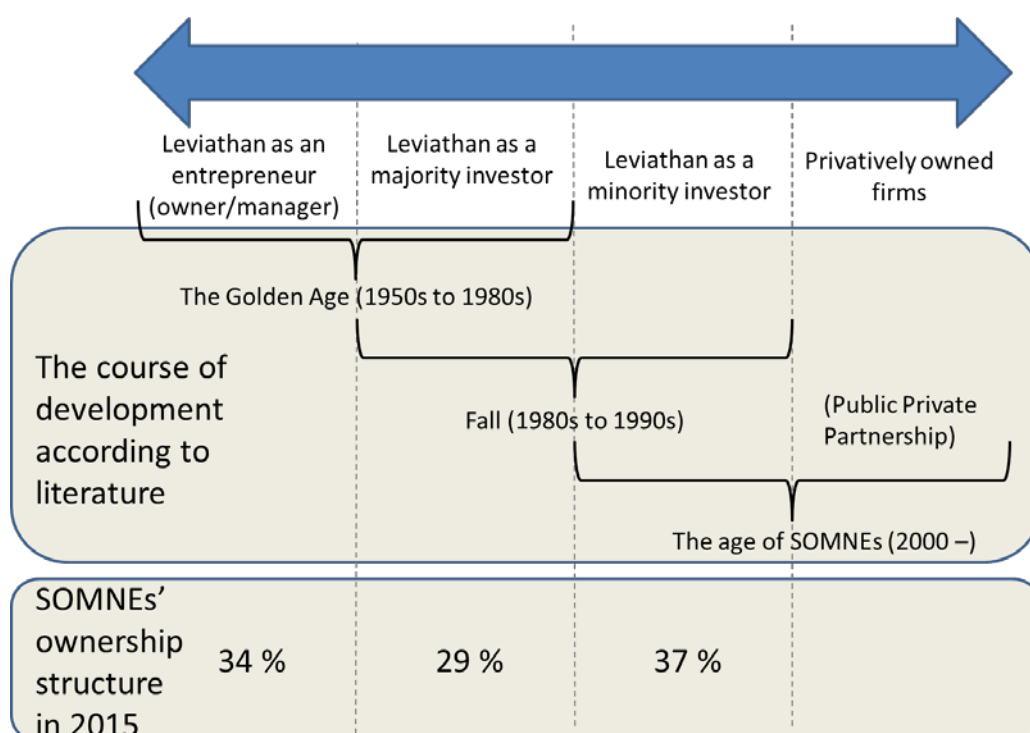 Leviathan as an
entrepreneur
(owner/manager)
Leviathan as a
majority investor
Leviathan as a
minority investor
Privatively owned
firms
The Golden Age (1950s to 1980s)
The course of
development
according to
literature
Fall (1980s to 1990s)
(Public Private
Partnership)
The age of SOMNEs (2000 –)
SOMNEs'
ownership
structure
in 2015
34 %
29 %
37 %